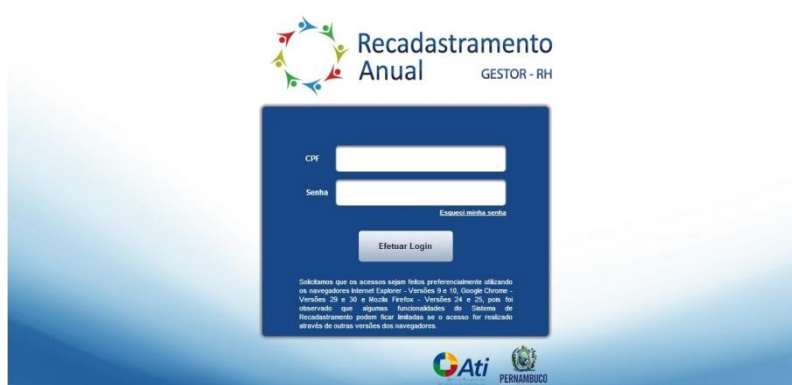 Recadastramento
Anual GESTOR - RH
CPF
Senha
Esqueci minha senha
Efetuar Login
Solicitamos que os acessos sejam feitos preferencialmente utilizando
os navegadores Internet Explorer - Versões 9 e 10, Google Chrome -
Versões 29 e 30 e Mozila Firefox - Versões 24 e 25, pois foi
observado que algumas funcionalidades do Sistema de
Recadastramento podem ficar limitadas se o acesso for realizado
através de outras versões dos navegadores.
Ati
PERNAMBUCO